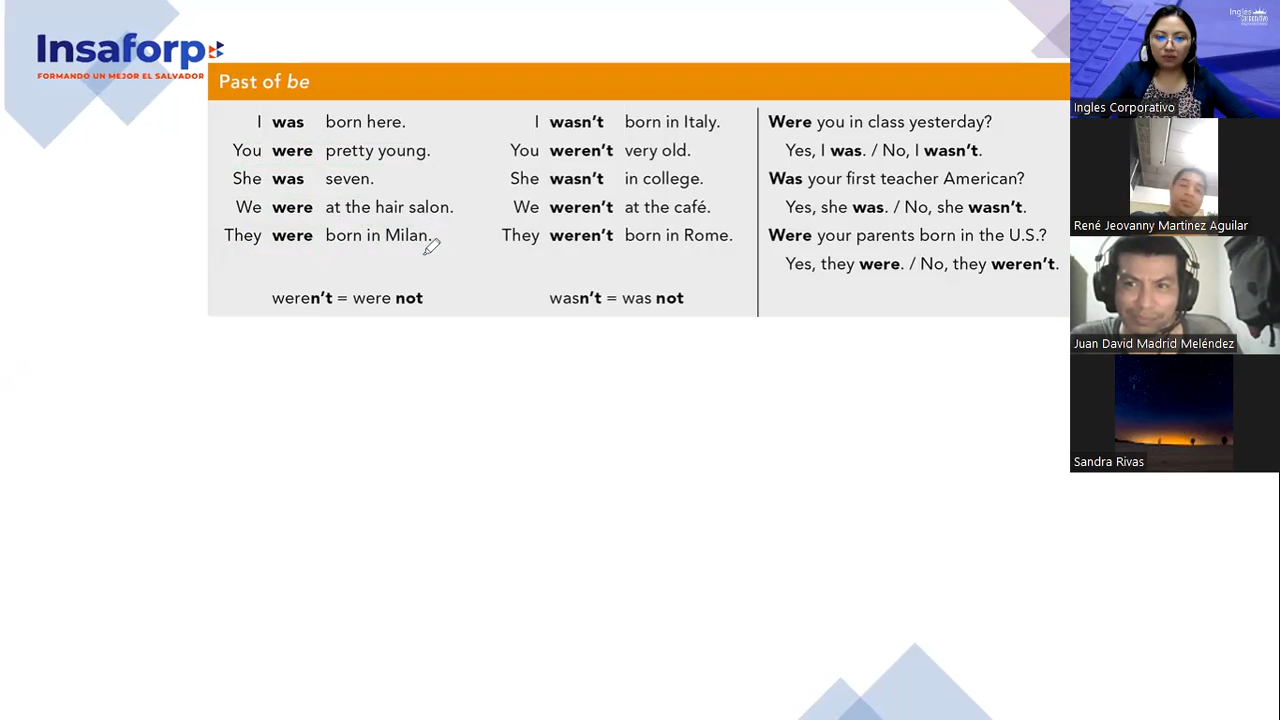 Insaforp
FORMANDO UN MEJOR EL SALVADOR
Past of be
I was born here.
You were pretty young.
She was seven.
We were at the hair salon.
They were born in Milan.
weren't = were not
I wasn't born in Italy.
You weren't very old.
She wasn't in college.
We weren't at the café.
They weren't born in Rome.
wasn't = was not
Were you in class yesterday?
Yes, I was. / No, I wasn't.
Was your first teacher American?
Yes, she was. / No, she wasn't.
Were your parents born in the U.S.?
Yes, they were. / No, they weren't.
Ingles Corporativo
René Jeovanny Martinez Aguilar
Juan David Madrid Meléndez
Sandra Rivas